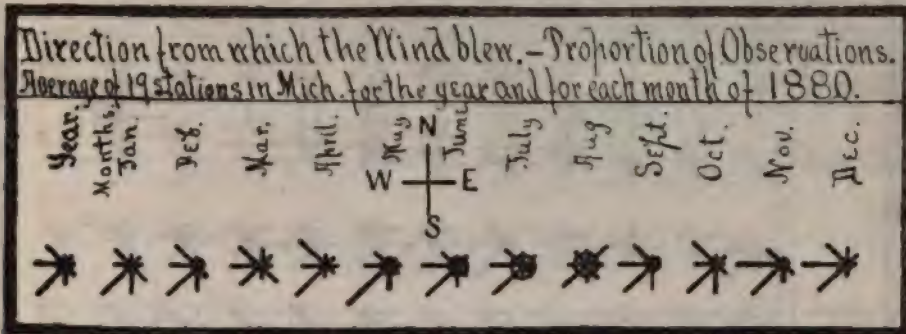 Direction from which the Wind blew. – Proportion of Observations.
Average of 19 stations in Mich. for the year and for each month of 1880.
Year. Months, Jan. Feb. Mar. April. May June July Aug Sept. Oct. Nov. Dec.
N
W E
S